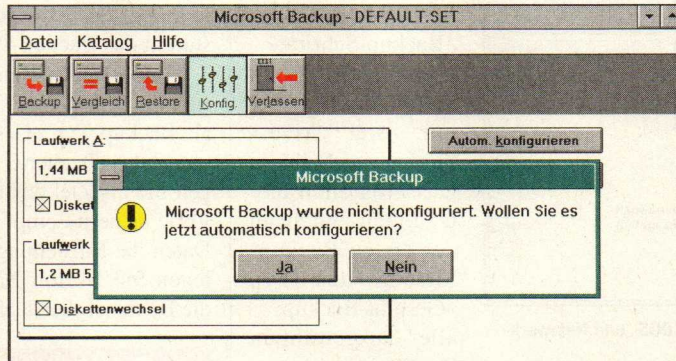 Microsoft Backup - DEFAULT.SET
Datei Katalog Hilfe
Backup Vergleich Restore Konfig. Verlassen
EXIT
Laufwerk A:
Autom. konfigurieren
1,44 MB
Microsoft Backup
Microsoft Backup wurde nicht konfiguriert. Wollen Sie es
jetzt automatisch konfigurieren?
Ja Nein
Disket
Laufwerk
1,2 MB 5.
Diskettenwechsel